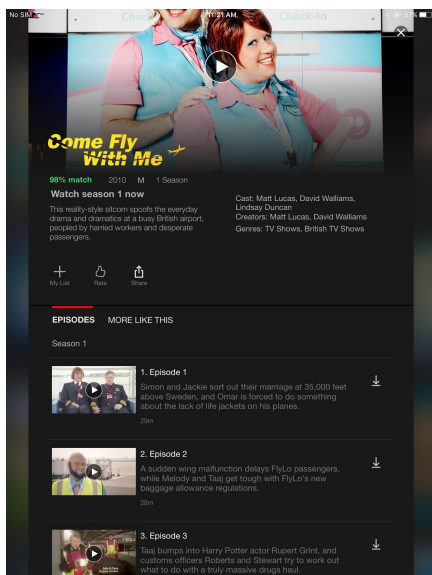 No SIM
11:21 AM
57%
Check-in
Come Fly
With Me
98% match 2010 M 1 Season
Watch season 1 now
This reality-style sitcom spoofs the everyday
drama and dramatics at a busy British airport,
peopled by harried workers and desperate
passengers.
Cast: Matt Lucas, David Walliams,
Lindsay Duncan
Creators: Matt Lucas, David Walliams
Genres: TV Shows, British TV Shows
My List Rate Share
EPISODES MORE LIKE THIS
Season 1
1. Episode 1
Simon and Jackie sort out their marriage at 35,000 feet
above Sweden, and Omar is forced to do something
about the lack of life jackets on his planes.
29m
2. Episode 2
A sudden wing malfunction delays FlyLo passengers,
while Melody and Taaj get tough with FlyLo's new
baggage allowance regulations.
28m
3. Episode 3
Taaj bumps into Harry Potter actor Rupert Grint, and
customs officers Roberts and Stewart try to work out
what to do with a truly massive drugs haul.